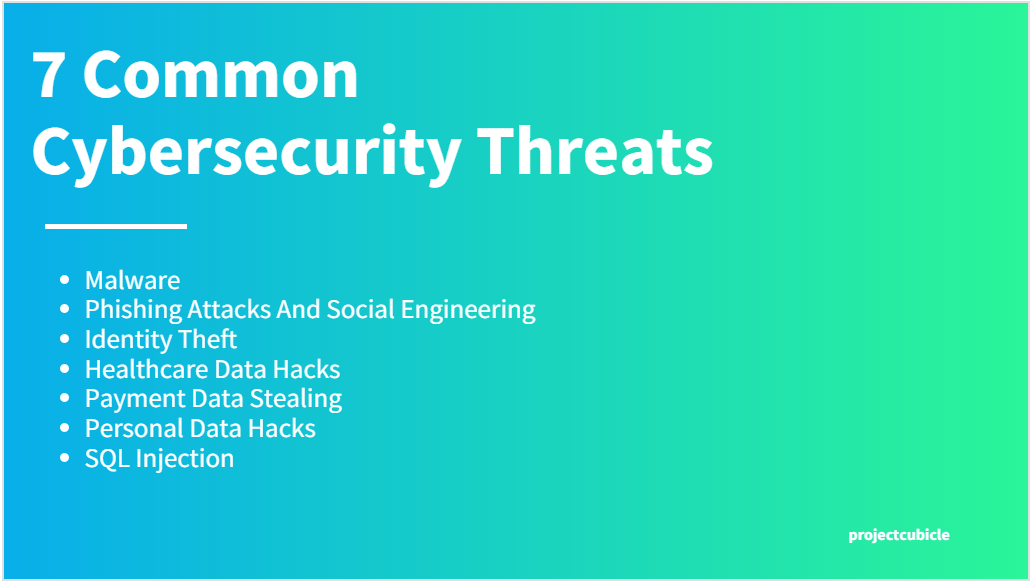 7 Common
Cybersecurity Threats
Malware
Phishing Attacks And Social Engineering
Identity Theft
Healthcare Data Hacks
Payment Data Stealing
Personal Data Hacks
SQL Injection
projectcubicle